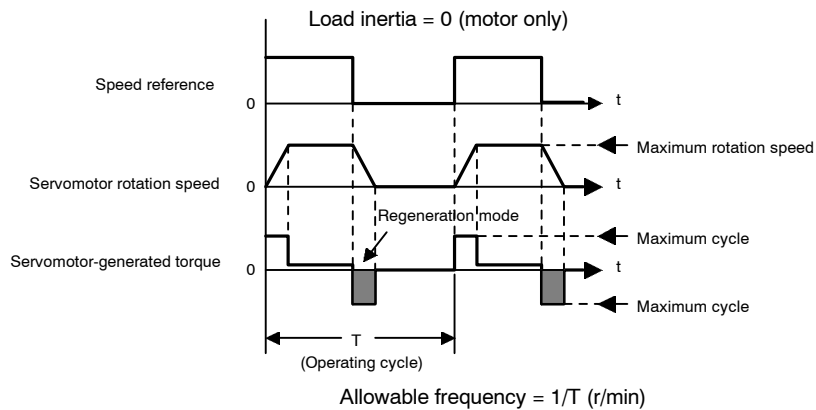 Load inertia = 0 (motor only)
Speed reference
0
t
Maximum rotation speed
Servomotor rotation speed
0
t
Regeneration mode
Maximum cycle
Servomotor-generated torque
0
t
Maximum cycle
T
(Operating cycle)
Allowable frequency = 1/T (r/min)